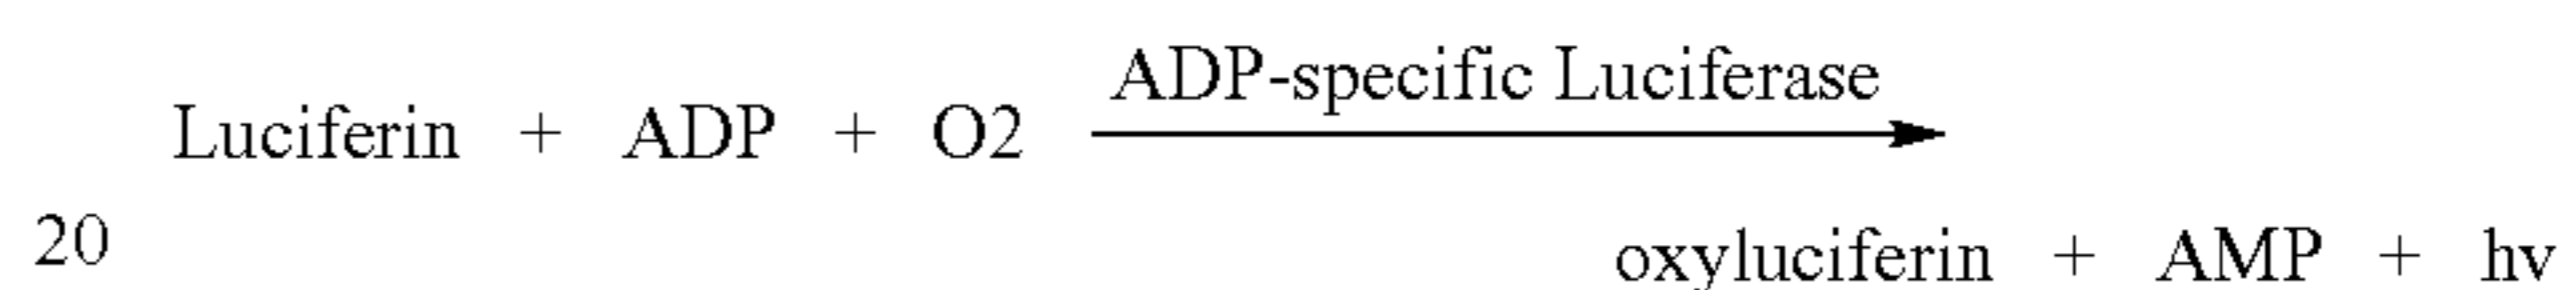 ADP-specific Luciferase
Luciferin + ADP + O2
20
oxyluciferin + AMP + hv